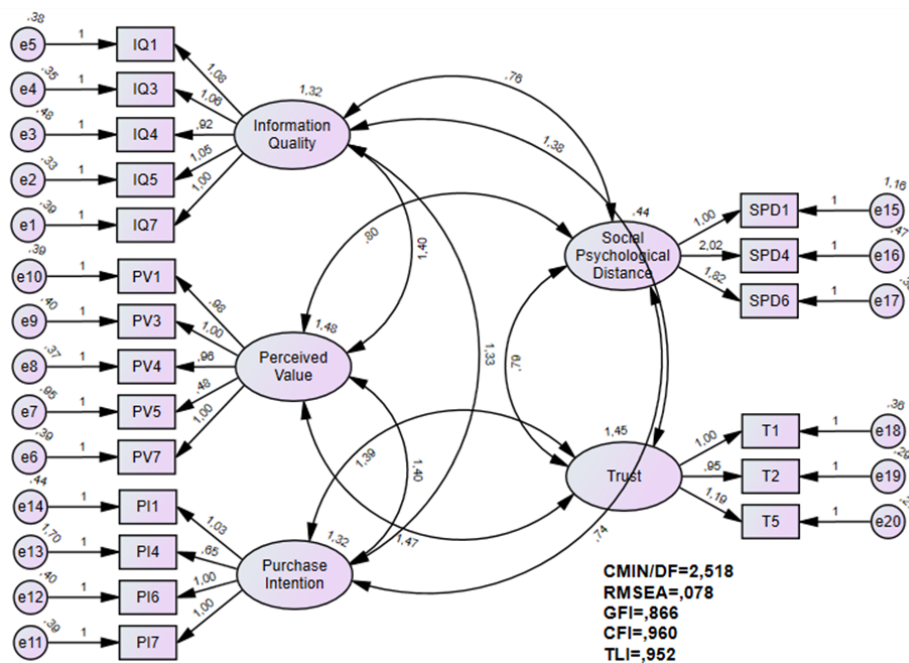 ,38
e5 1 IQ1
,35
e4 1 IQ3
,48
e3 1 IQ4
,33
e2 1 IQ5
,39
e1 1 IQ7
1,08
1,06
,92
1,05
1,00
1,32
Information
Quality
,39
e10 1 PV1
,40
e9 1 PV3
,37
e8 1 PV4
,95
e7 1 PV5
,39
e6 1 PV7
,98
1,00
,96
,48
1,00
1,48
Perceived
Value
,44
e14 1 PI1
1,70
e13 1 PI4
,40
e12 1 PI6
,39
e11 1 PI7
1,03
,65
1,00
1,00
1,32
Purchase
Intention
,76
1,38
,80
1,40
1,33
,79
1,39
1,40
1,47
,74
,44
Social
Psychological
Distance
1,00
2,02
1,82
1,16
SPD1 1 e15
,47
SPD4 1 e16
SPD6 1 e17
1,45
Trust
1,00
,95
1,19
,36
T1 1 e18
,29
T2 1 e19
T5 1 e20
CMIN/DF=2,518
RMSEA=,078
GFI=,866
CFI=,960
TLI=,952